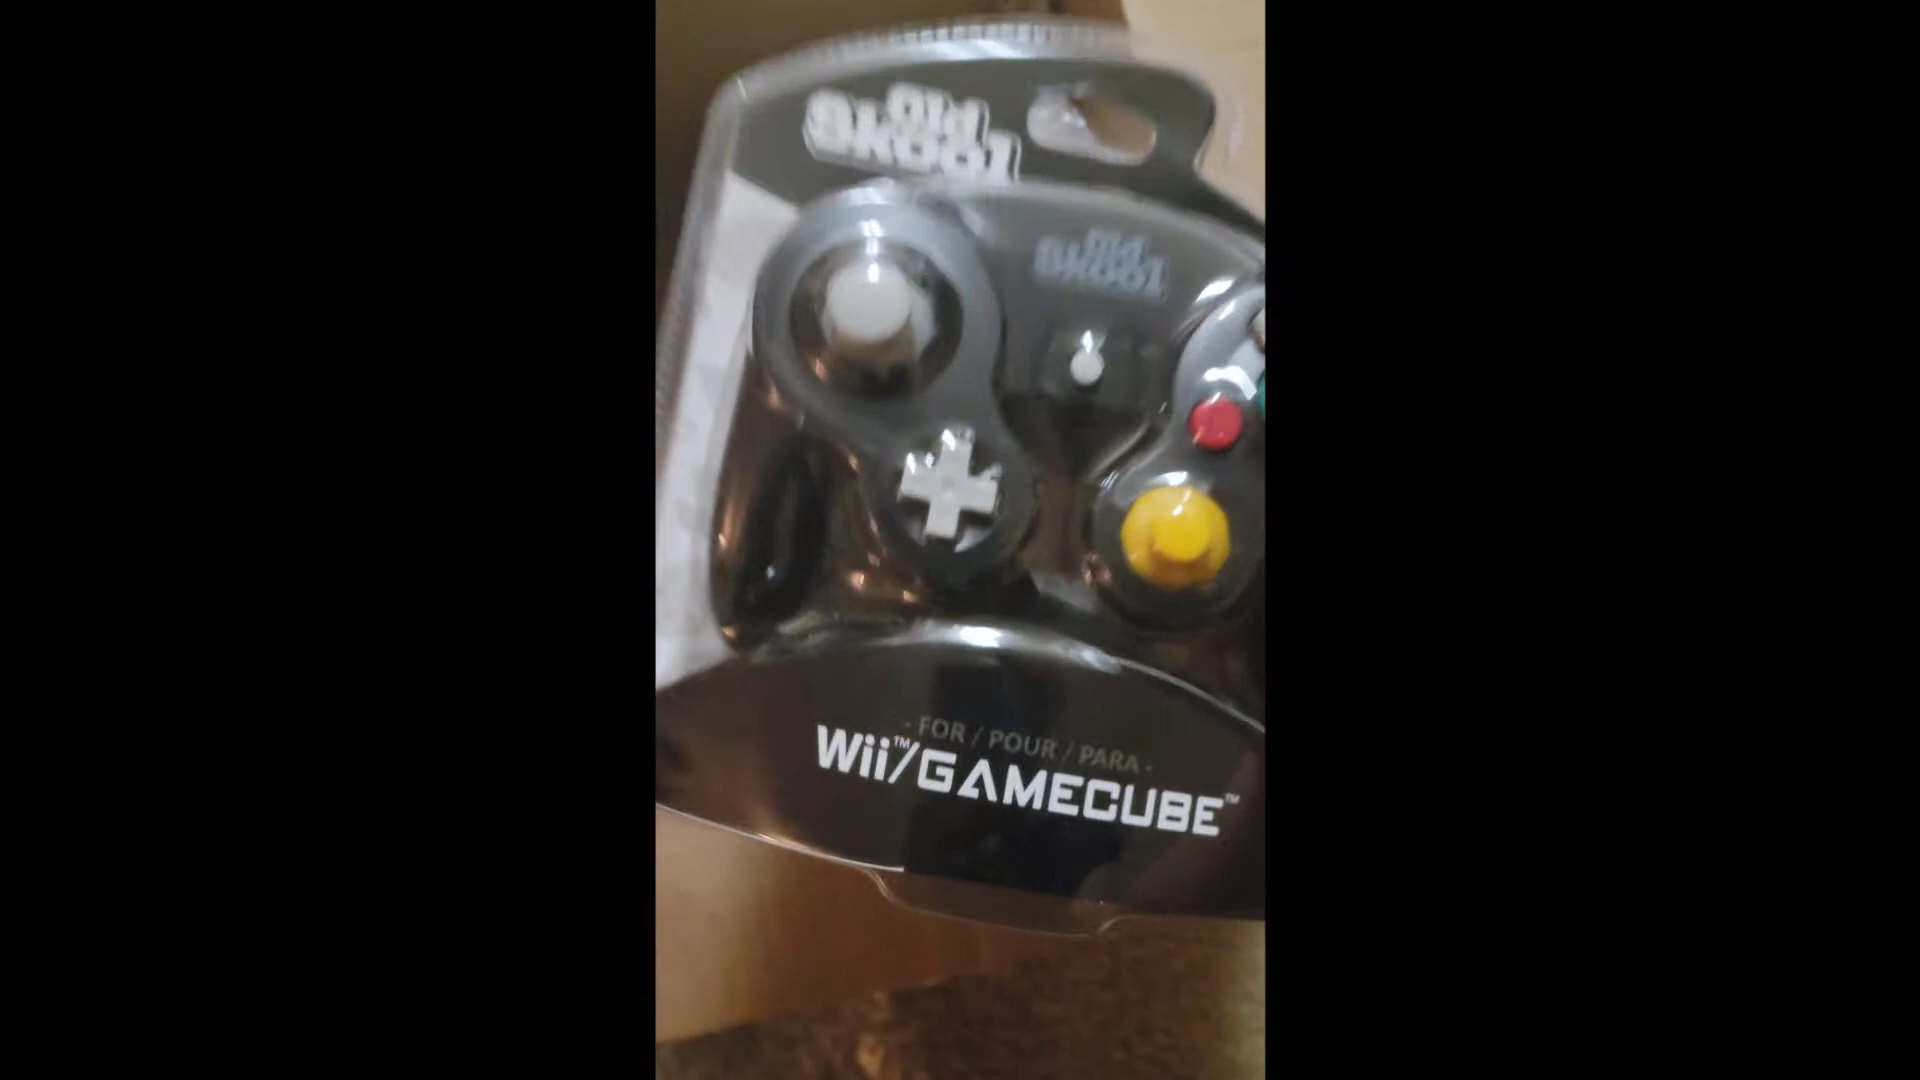 Old
Skool
Old
Skool
- FOR / POUR / PARA -
Wii™/GAMECUBE™